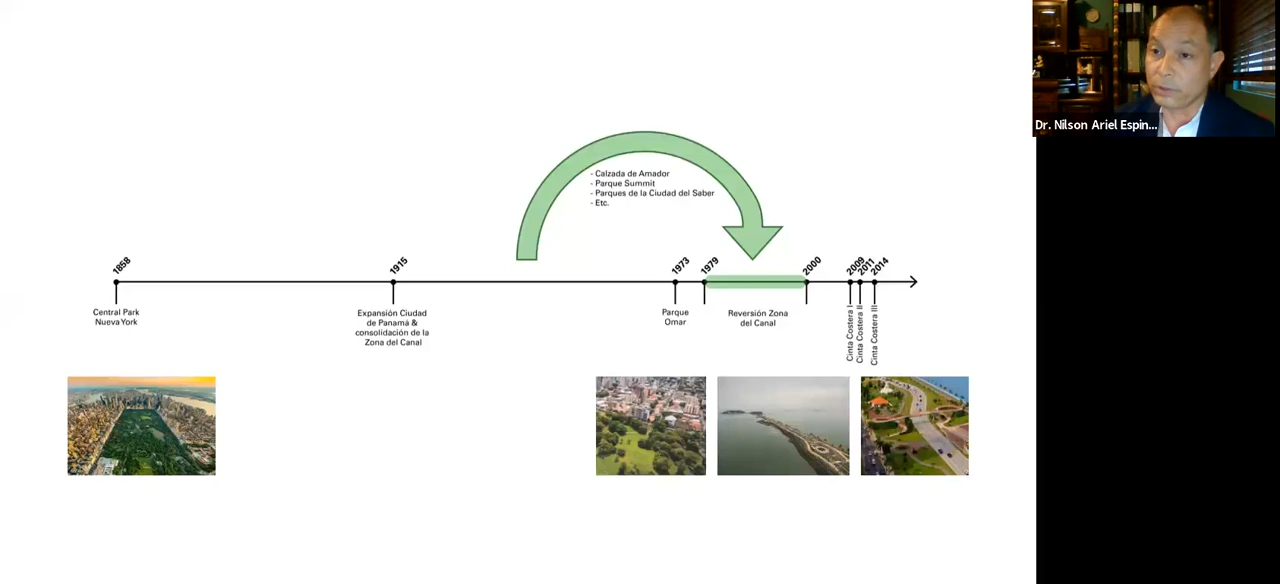 Dr. Nilson Ariel Espin...
- Calzada de Amador
- Parque Summit
- Parques de la Ciudad del Saber
- Etc.
1858
1915
1973
1979
2000
2009
2011
2014
Central Park
Nueva York
Expansión Ciudad
de Panamá &
consolidación de la
Zona del Canal
Parque
Omar
Reversión Zona
del Canal
Cinta Costera I
Cinta Costera II
Cinta Costera III